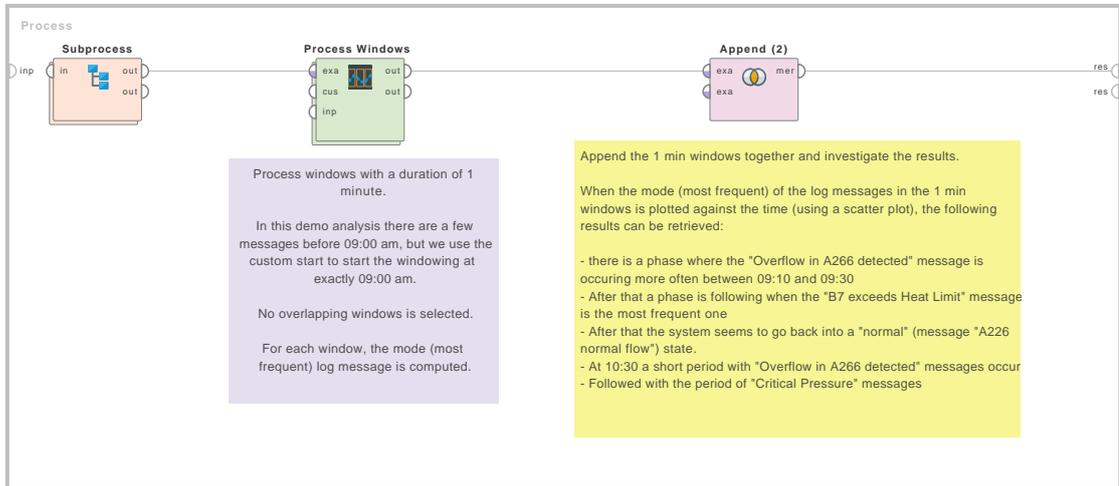 Process
Subprocess
Process Windows
Append (2)
inp
in
out
out
exa
out
cus
out
inp
exa
mer
exa
res
res
Process windows with a duration of 1
minute.
In this demo analysis there are a few
messages before 09:00 am, but we use the
custom start to start the windowing at
exactly 09:00 am.
No overlapping windows is selected.
For each window, the mode (most
frequent) log message is computed.
Append the 1 min windows together and investigate the results.
When the mode (most frequent) of the log messages in the 1 min
windows is plotted against the time (using a scatter plot), the following
results can be retrieved:
- there is a phase where the "Overflow in A266 detected" message is
occuring more often between 09:10 and 09:30
- After that a phase is following when the "B7 exceeds Heat Limit" message
is the most frequent one
- After that the system seems to go back into a "normal" (message "A226
normal flow") state.
- At 10:30 a short period with "Overflow in A266 detected" messages occur
- Followed with the period of "Critical Pressure" messages